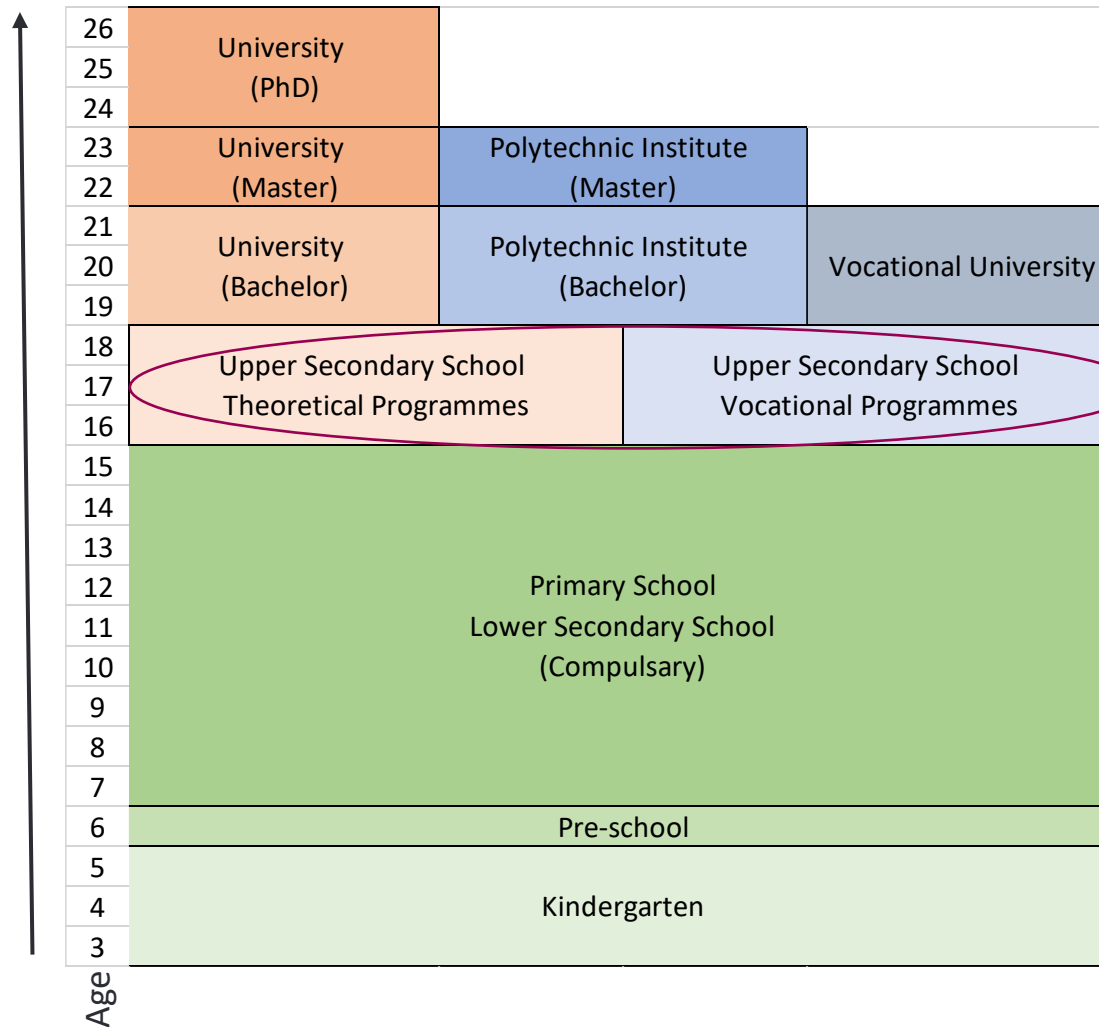 26
25
24
University
(PhD)
23
22
University
(Master)
Polytechnic Institute
(Master)
21
20
19
University
(Bachelor)
Polytechnic Institute
(Bachelor)
Vocational University
18
17
16
Upper Secondary School
Theoretical Programmes
Upper Secondary School
Vocational Programmes
15
14
13
12
11
10
9
8
7
Primary School
Lower Secondary School
(Compulsary)
6
Pre-school
5
4
3
Kindergarten
Age